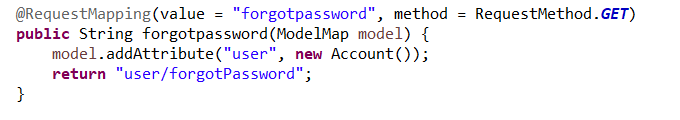 @RequestMapping(value = "forgotpassword", method = RequestMethod.GET)
public String forgotpassword(ModelMap model) {
    model.addAttribute("user", new Account());
    return "user/forgotPassword";
}